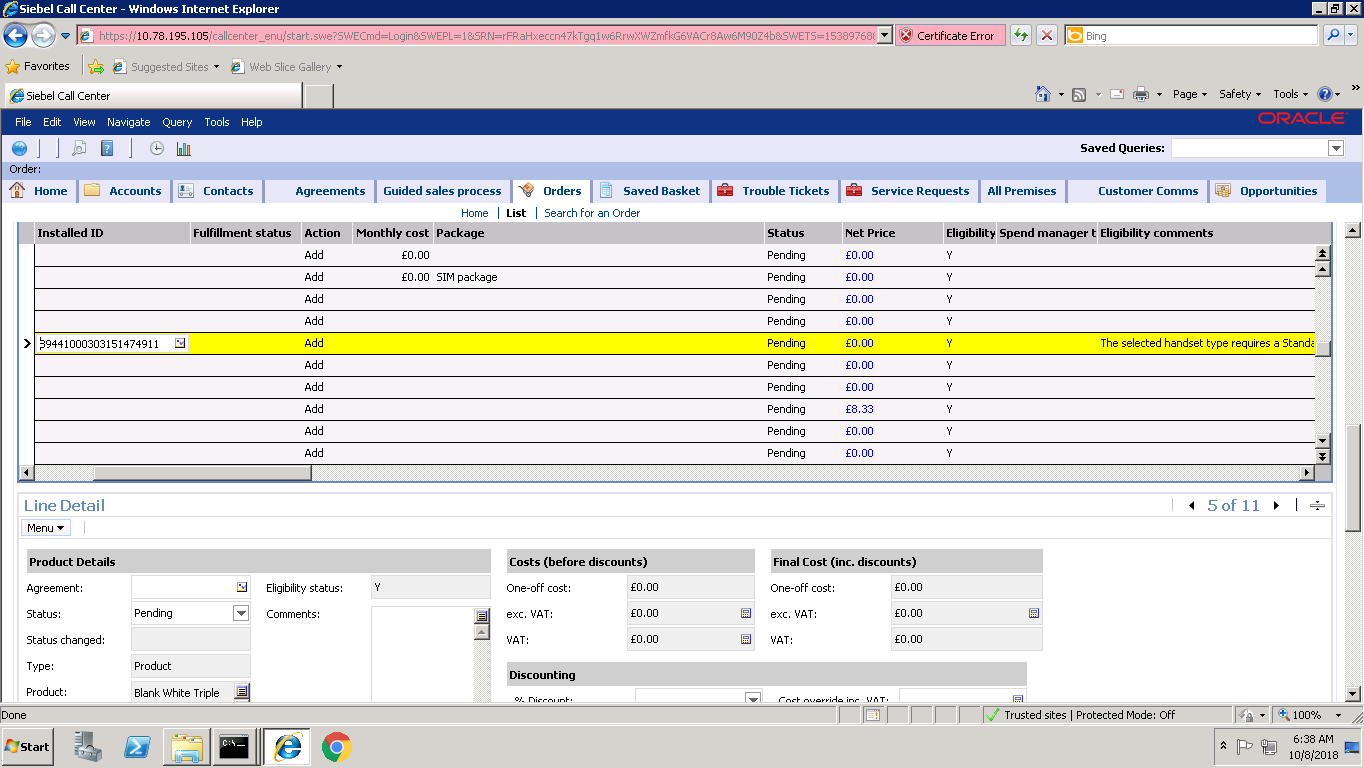 Siebel Call Center - Windows Internet Explorer
https://10.78.195.105/callcenter_enu/start.swe?SWECmd=Login&SWEPL=1&SRN=
Certificate Error
Bing
Favorites Suggested Sites Web Slice Gallery
Siebel Call Center
Page Safety Tools
File Edit View Navigate Query Tools Help
ORACLE
Saved Queries:
Order:
Home Accounts Contacts Agreements Guided sales process Orders Saved Basket Trouble Tickets Service Requests All Premises Customer Comms Opportunities
Home | List | Search for an Order
Installed ID Fulfillment status Action Monthly cost Package Status Net Price Eligibility Spend manager t Eligibility comments
Add £0.00 Pending £0.00 Y
Add £0.00 SIM package Pending £0.00 Y
Add Pending £0.00 Y
Add Pending £0.00 Y
39441000303151474911 Add Pending £0.00 Y The selected handset type requires a Standa
Add Pending £0.00 Y
Add Pending £0.00 Y
Add Pending £8.33 Y
Add Pending £0.00 Y
Add Pending £0.00 Y
Line Detail 5 of 11
Menu
Product Details Costs (before discounts) Final Cost (inc. discounts)
Agreement: Eligibility status: Y One-off cost: £0.00 One-off cost: £0.00
Status: Pending Comments: exc. VAT: £0.00 exc. VAT: £0.00
Status changed: VAT: £0.00 VAT: £0.00
Type: Product
Discounting
Product: Blank White Triple % Discount: Cost override inc. VAT:
Done Trusted sites | Protected Mode: Off 100%
Start 6:38 AM
10/8/2018